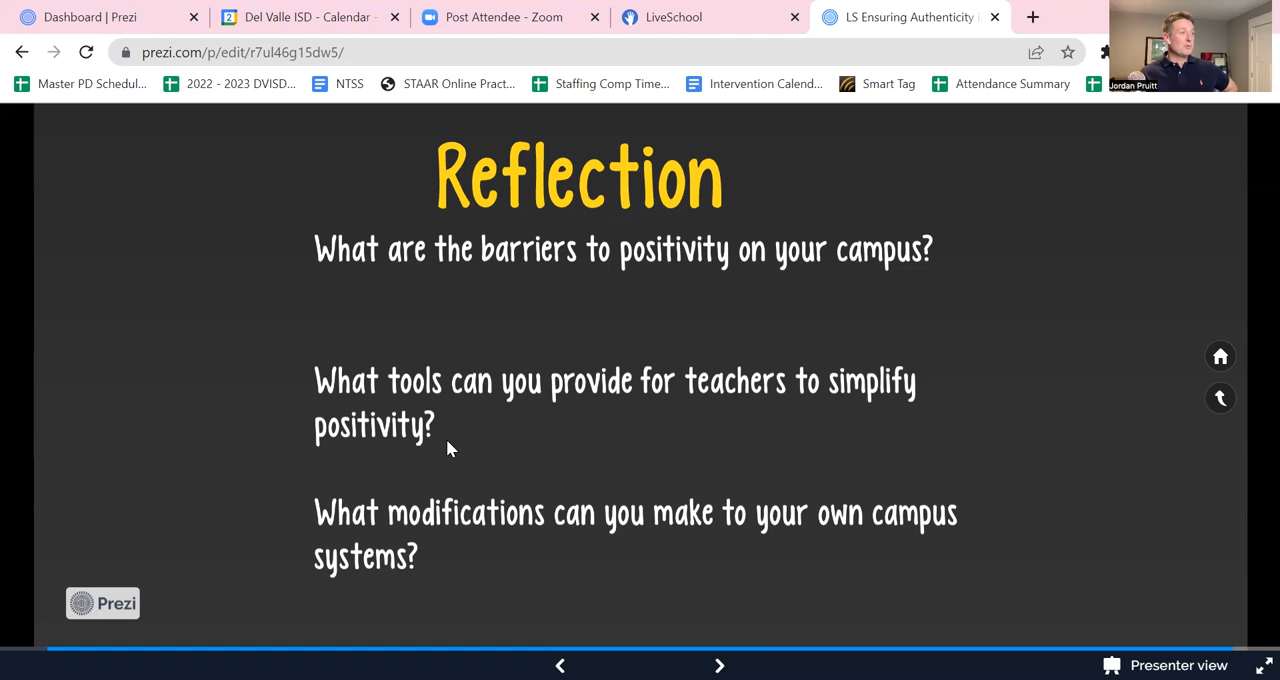 Dashboard | Prezi
Del Valle ISD - Calendar -
Post Attendee - Zoom
LiveSchool
LS Ensuring Authenticity
prezi.com/p/edit/r7ul46g15dw5/
Master PD Schedul...
2022 - 2023 DVISD...
NTSS
STAAR Online Pract...
Staffing Comp Time...
Intervention Calend...
Smart Tag
Attendance Summary
Jordan Pruitt
Reflection
What are the barriers to positivity on your campus?
What tools can you provide for teachers to simplify
positivity?
What modifications can you make to your own campus
systems?
Prezi
Presenter view